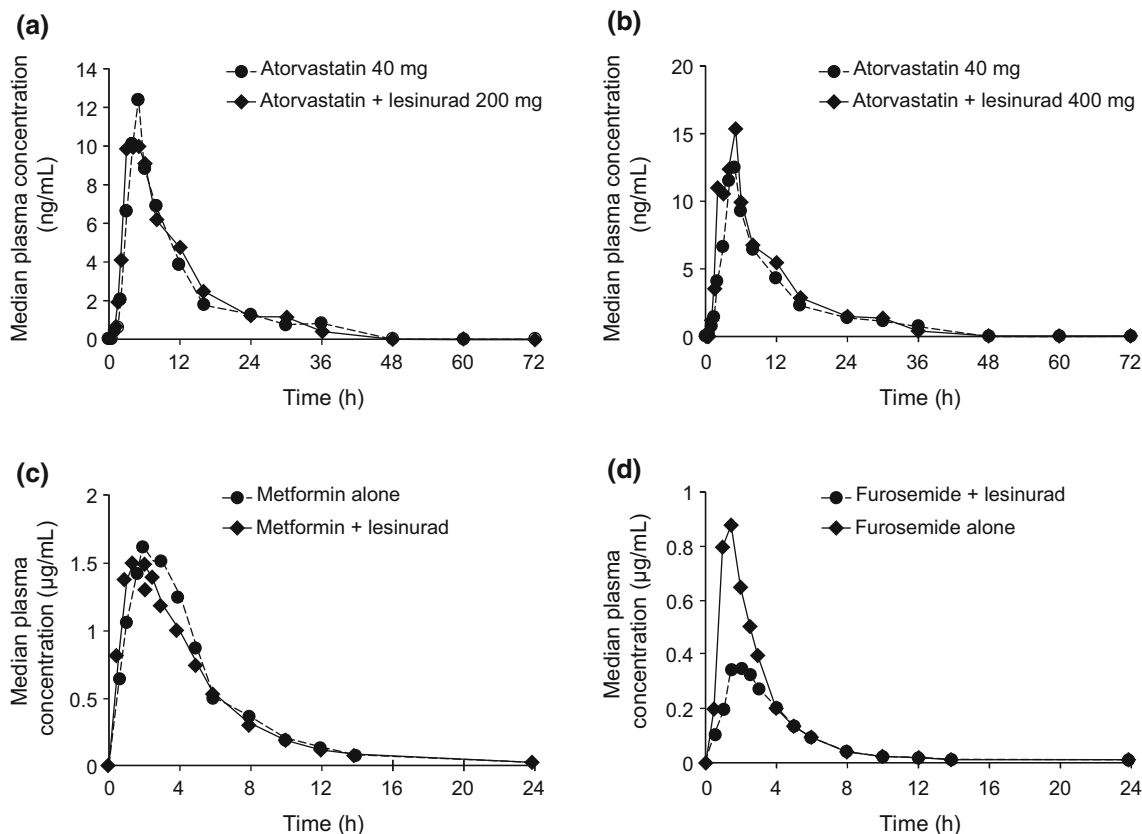 (a)
Atorvastatin 40 mg
Atorvastatin + lesinurad 200 mg
Median plasma concentration
(ng/mL)
14
12
10
8
6
4
2
0
0 12 24 36 48 60 72
Time (h)
(b)
Atorvastatin 40 mg
Atorvastatin + lesinurad 400 mg
Median plasma concentration
(ng/mL)
20
15
10
5
0
0 12 24 36 48 60 72
Time (h)
(c)
Metformin alone
Metformin + lesinurad
Median plasma
concentration (µg/mL)
2
1.5
1
0.5
0
0 4 8 12 16 20 24
Time (h)
(d)
Furosemide + lesinurad
Furosemide alone
Median plasma
concentration (µg/mL)
1
0.8
0.6
0.4
0.2
0
0 4 8 12 16 20 24
Time (h)